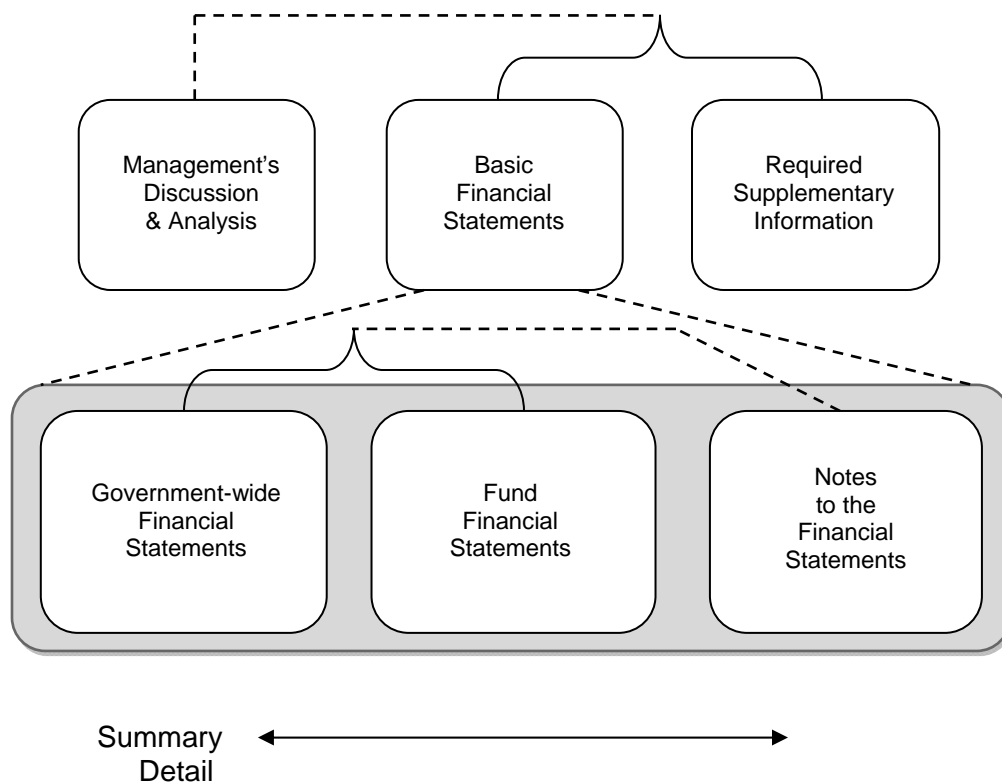 Management’s
Discussion
& Analysis
Basic
Financial
Statements
Required
Supplementary
Information
Government-wide
Financial
Statements
Fund
Financial
Statements
Notes
to the
Financial
Statements
Summary
Detail